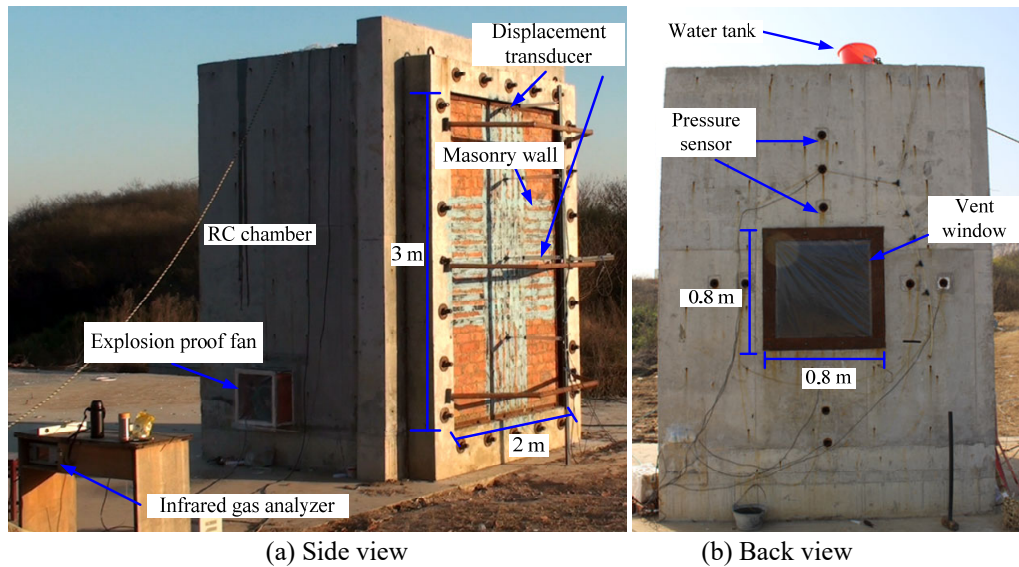 Displacement
transducer
Masonry wall
RC chamber
3 m
Explosion proof fan
2 m
Infrared gas analyzer
(a) Side view
Water tank
Pressure
sensor
Vent
window
0.8 m
0.8 m
(b) Back view